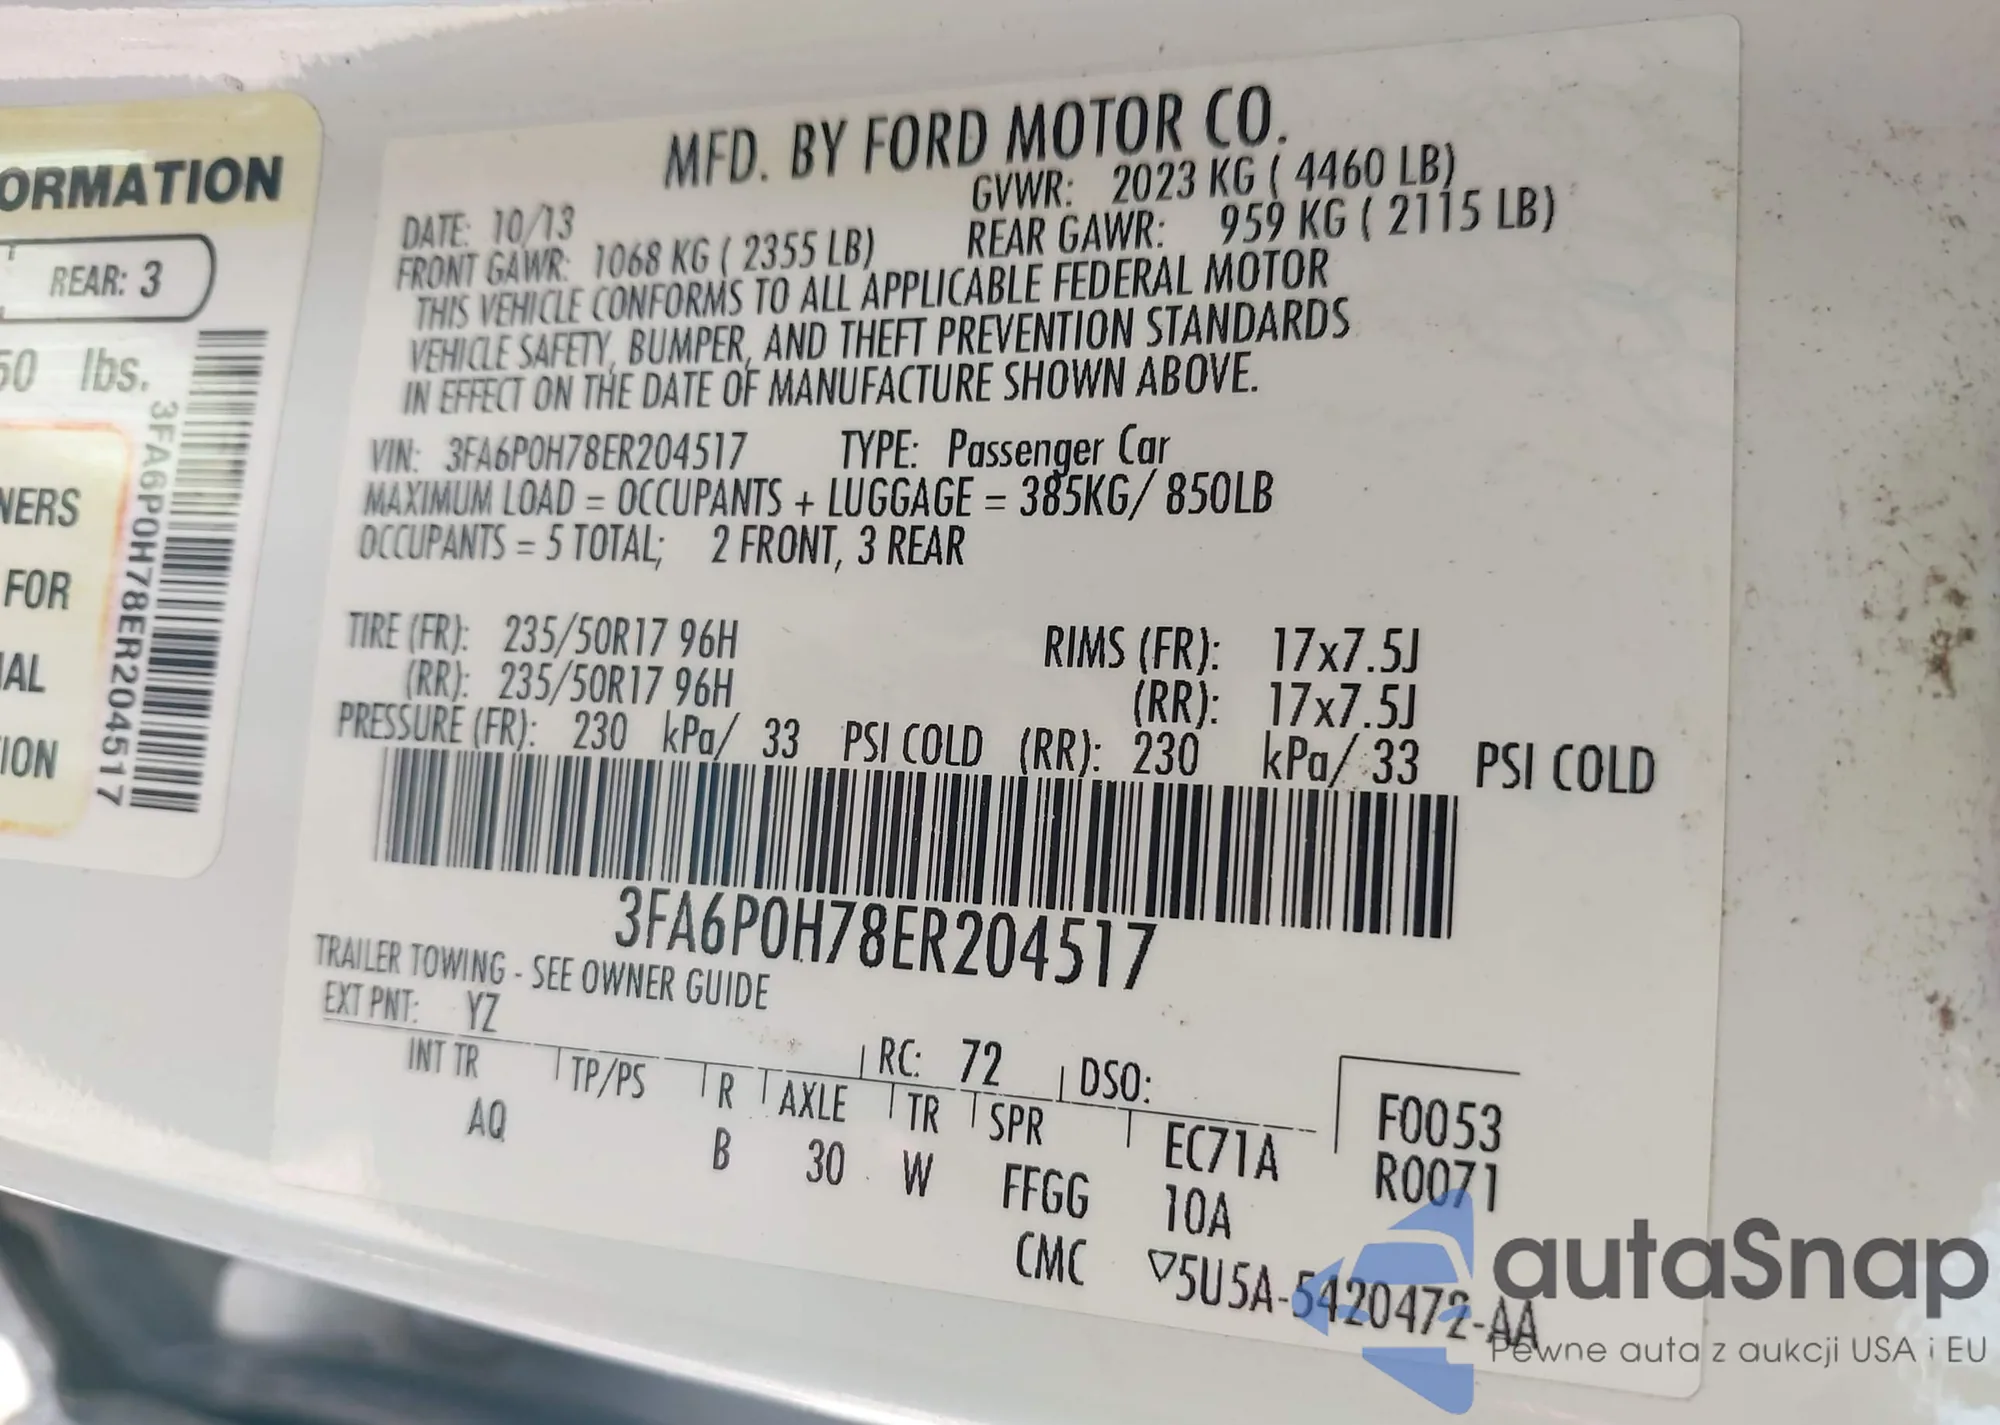 ORMATION
REAR: 3
50 lbs.
NERS
FOR
IAL
ION
3FA6P0H78ER204517
MFD. BY FORD MOTOR CO.
DATE: 10/13 GVWR: 2023 KG ( 4460 LB)
FRONT GAWR: 1068 KG ( 2355 LB) REAR GAWR: 959 KG ( 2115 LB)
THIS VEHICLE CONFORMS TO ALL APPLICABLE FEDERAL MOTOR
VEHICLE SAFETY, BUMPER, AND THEFT PREVENTION STANDARDS
IN EFFECT ON THE DATE OF MANUFACTURE SHOWN ABOVE.
VIN: 3FA6P0H78ER204517 TYPE: Passenger Car
MAXIMUM LOAD = OCCUPANTS + LUGGAGE = 385KG/ 850LB
OCCUPANTS = 5 TOTAL; 2 FRONT, 3 REAR
TIRE (FR): 235/50R17 96H RIMS (FR): 17x7.5J
(RR): 235/50R17 96H (RR): 17x7.5J
PRESSURE (FR): 230 kPa/ 33 PSI COLD (RR): 230 kPa/ 33 PSI COLD
3FA6P0H78ER204517
TRAILER TOWING - SEE OWNER GUIDE
EXT PNT: YZ RC: 72 DSO:
INT TR TP/PS R AXLE TR SPR EC71A F0053
AQ B 30 W FFGG 10A R0071
CMC ▽5U5A-5420472-AA
autaSnap
Pewne auta z aukcji USA i EU